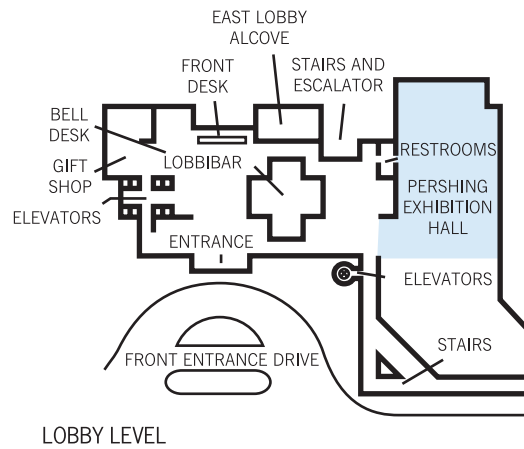 EAST LOBBY
ALCOVE
FRONT
DESK
STAIRS AND
ESCALATOR
BELL
DESK
GIFT
SHOP
LOBBIBAR
RESTROOMS
PERSHING
EXHIBITION
HALL
ELEVATORS
ENTRANCE
ELEVATORS
STAIRS
FRONT ENTRANCE DRIVE
LOBBY LEVEL